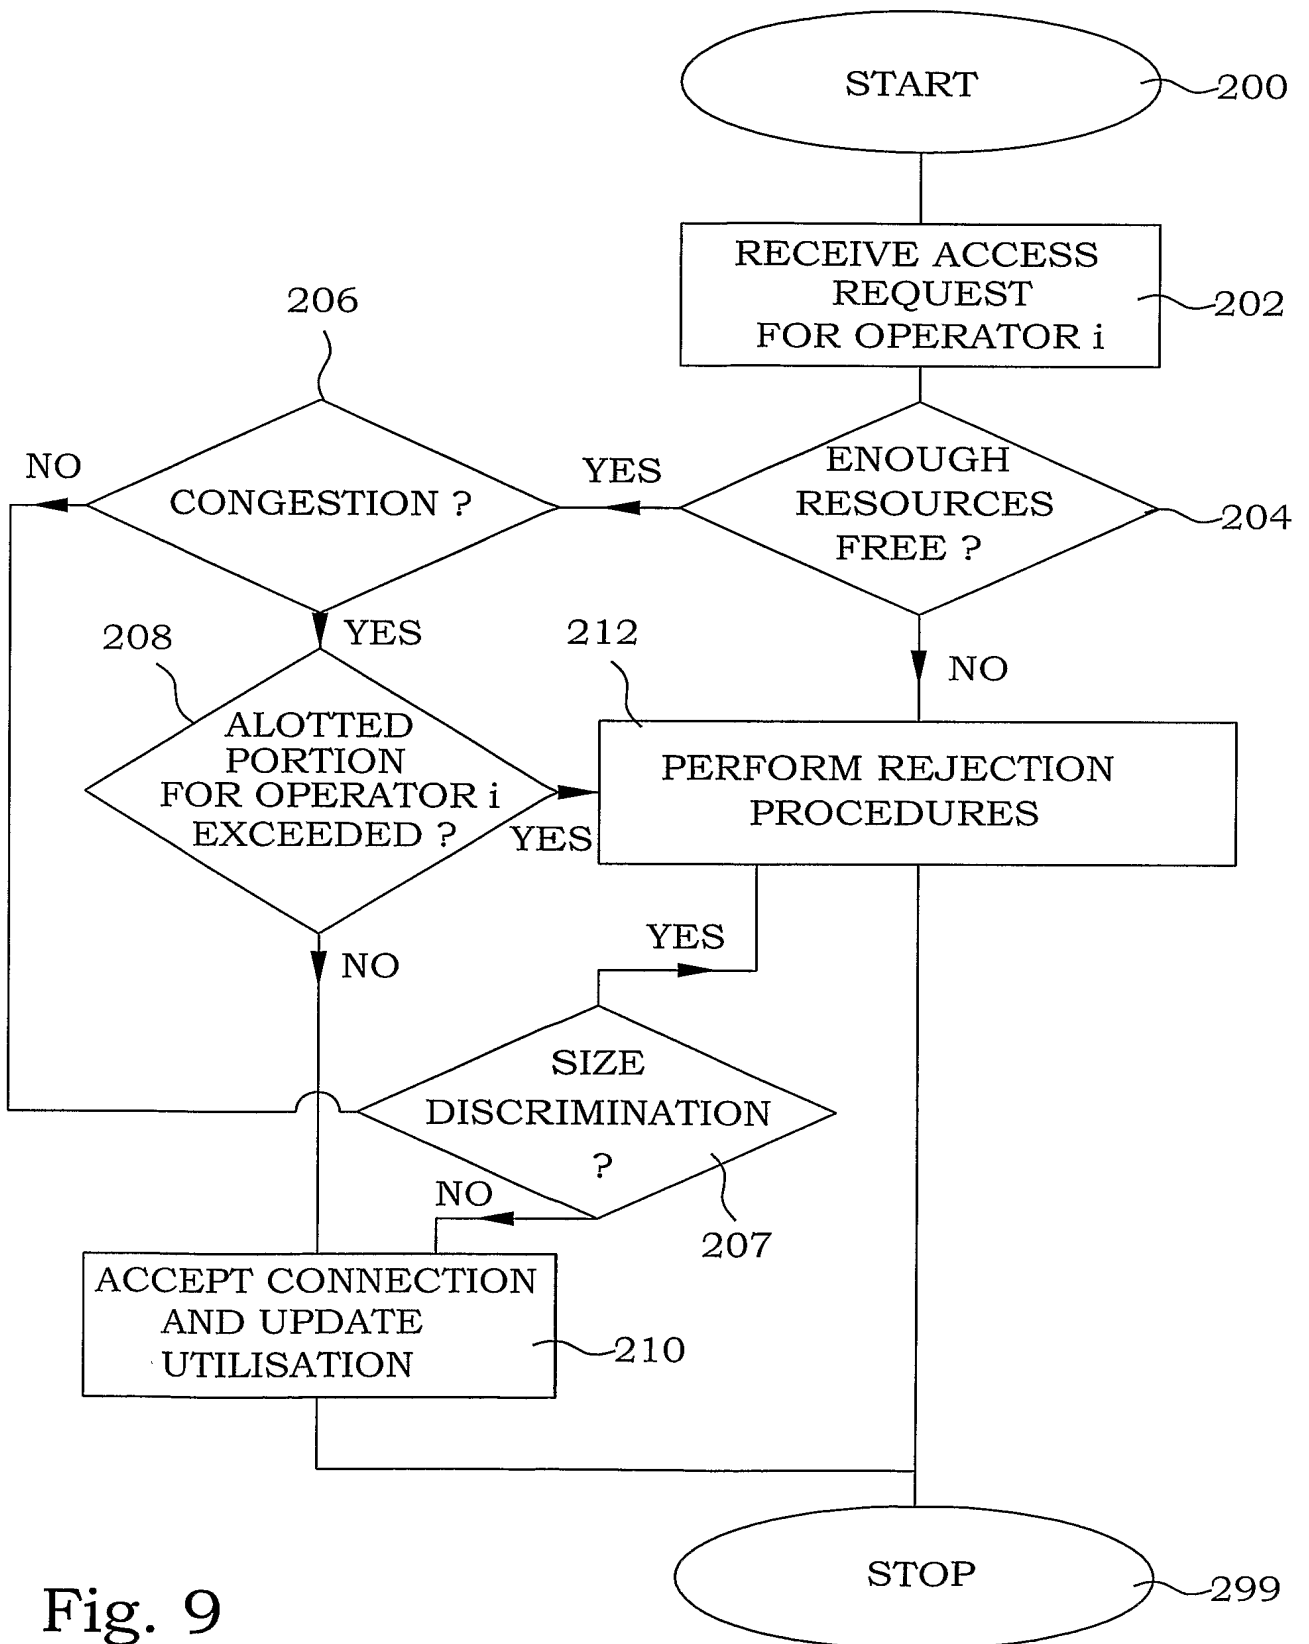 START
200
RECEIVE ACCESS
REQUEST
FOR OPERATOR i
202
206
NO
CONGESTION ?
YES
ENOUGH
RESOURCES
FREE ?
204
208
YES
212
NO
ALOTTED
PORTION
FOR OPERATOR i
EXCEEDED ?
YES
PERFORM REJECTION
PROCEDURES
NO
YES
SIZE
DISCRIMINATION
?
NO
207
ACCEPT CONNECTION
AND UPDATE
UTILISATION
210
STOP
299
Fig. 9